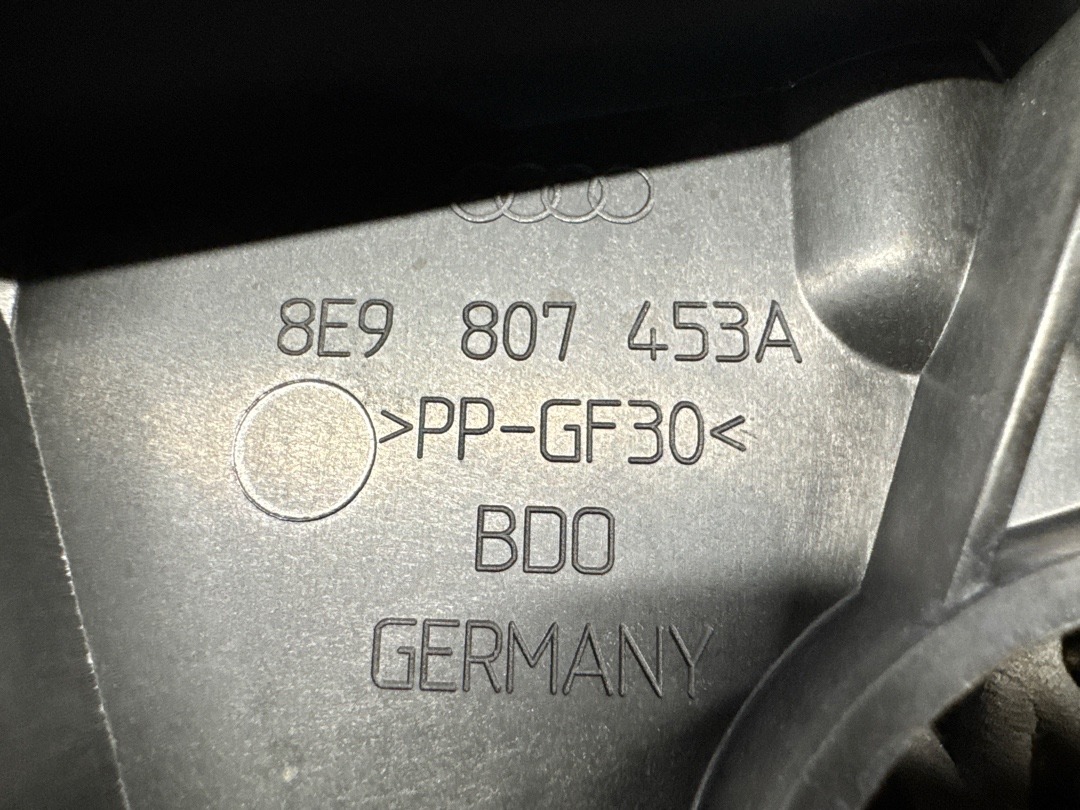 8E9 807 453A
>PP-GF30<
BDO
GERMANY